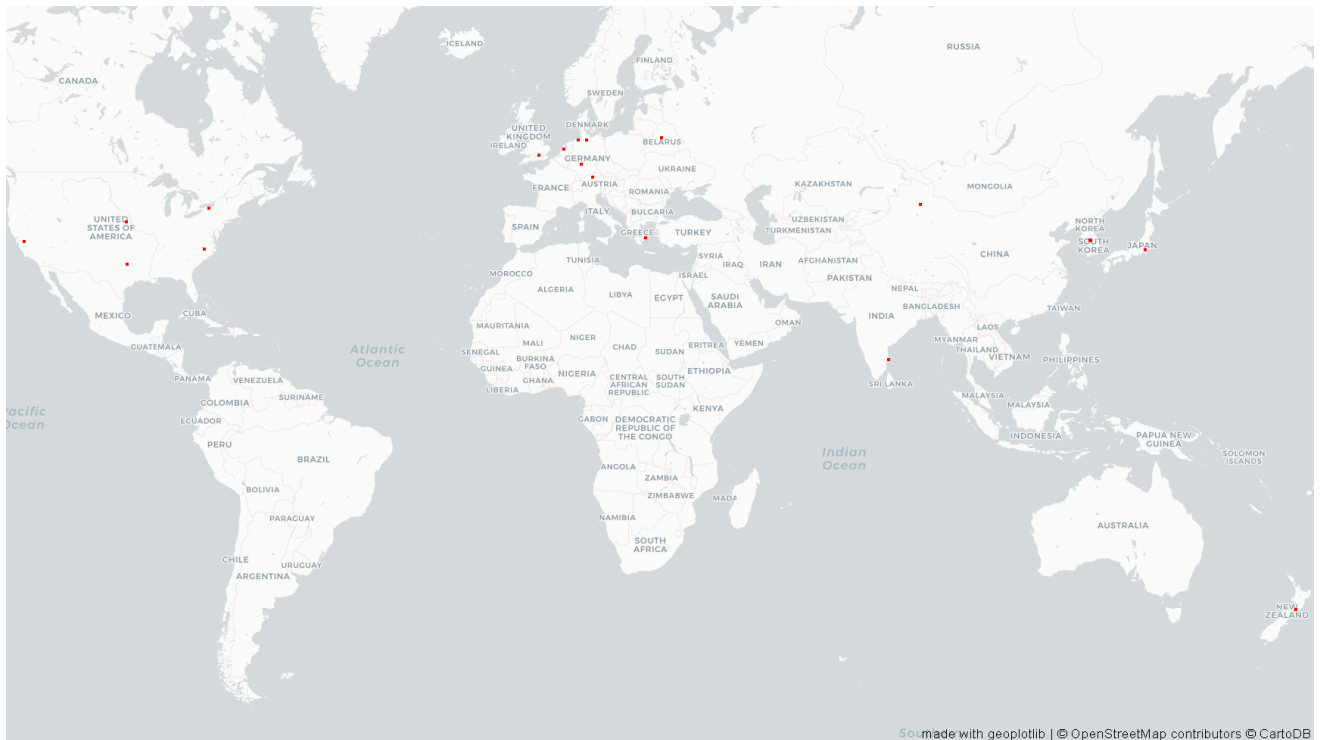 ICELAND
RUSSIA
FINLAND
CANADA
SWEDEN
DENMARK
UNITED
KINGDOM
IRELAND
BELARUS
GERMANY
UKRAINE
AUSTRIA
FRANCE
ROMANIA
KAZAKHSTAN
MONGOLIA
ITALY
BULGARIA
UNITED
STATES OF
AMERICA
SPAIN
GREECE
TURKEY
UZBEKISTAN
TURKMENISTAN
NORTH
KOREA
SOUTH
KOREA
JAPAN
CHINA
TUNISIA
SYRIA
IRAQ
IRAN
AFGHANISTAN
MOROCCO
ISRAEL
PAKISTAN
ALGERIA
LIBYA
EGYPT
SAUDI
ARABIA
NEPAL
BANGLADESH
TAIWAN
MEXICO
CUBA
INDIA
OMAN
MAURITANIA
LAOS
MYANMAR
GUATEMALA
Atlantic
Ocean
MALI
NIGER
CHAD
SUDAN
ERITREA
YEMEN
THAILAND
VIETNAM
PHILIPPINES
SENEGAL
GUINEA
BURKINA
FASO
GHANA
NIGERIA
ETHIOPIA
PANAMA
VENEZUELA
LIBERIA
CENTRAL
AFRICAN
REPUBLIC
SOUTH
SUDAN
SRI LANKA
MALAYSIA
MALAYSIA
SURINAME
COLOMBIA
Pacific
Ocean
ECUADOR
GABON
DEMOCRATIC
REPUBLIC OF
THE CONGO
KENYA
INDONESIA
PAPUA NEW
GUINEA
PERU
BRAZIL
Indian
Ocean
SOLOMON
ISLANDS
ANGOLA
ZAMBIA
BOLIVIA
ZIMBABWE
MADA
PARAGUAY
NAMIBIA
AUSTRALIA
SOUTH
AFRICA
CHILE
URUGUAY
ARGENTINA
NEW
ZEALAND
made with geoplotlib | © OpenStreetMap contributors © CartoDB